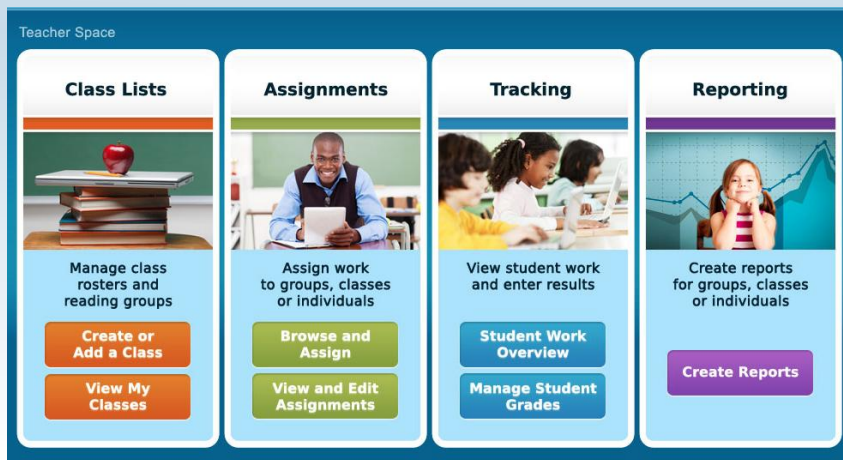 Teacher Space
Class Lists
Manage class
rosters and
reading groups
Create or
Add a Class
View My
Classes
Assignments
Assign work
to groups, classes
or individuals
Browse and
Assign
View and Edit
Assignments
Tracking
View student work
and enter results
Student Work
Overview
Manage Student
Grades
Reporting
Create reports
for groups, classes
or individuals
Create Reports